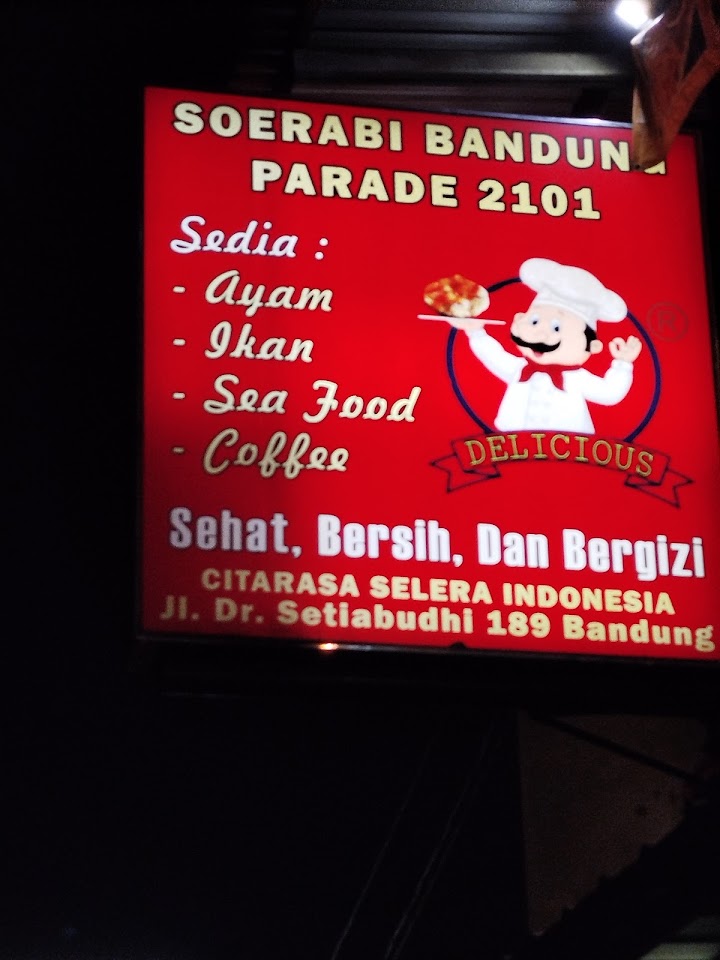 SOERABI BANDUNG
PARADE 2101
Sedia :
- Ayam
- Ikan
- Sea Food
- Coffee
®
DELICIOUS
Sehat, Bersih, Dan Bergizi
CITARASA SELERA INDONESIA
Jl. Dr. Setiabudhi 189 Bandung